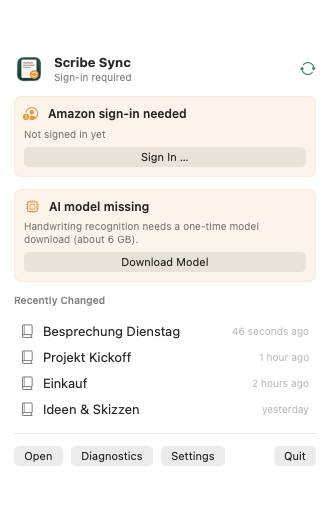 Scribe Sync
Sign-in required
Amazon sign-in needed
Not signed in yet
Sign In ...
AI model missing
Handwriting recognition needs a one-time model
download (about 6 GB).
Download Model
Recently Changed
Besprechung Dienstag 46 seconds ago
Projekt Kickoff 1 hour ago
Einkauf 2 hours ago
Ideen & Skizzen yesterday
Open Diagnostics Settings Quit